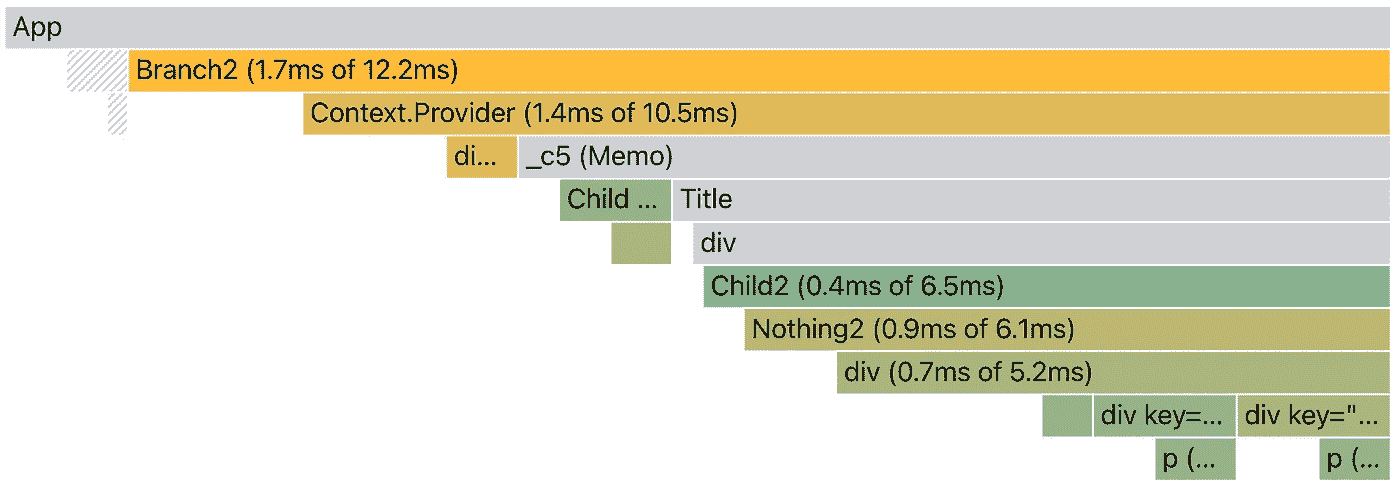 App
Branch2 (1.7ms of 12.2ms)
Context.Provider (1.4ms of 10.5ms)
di... _c5 (Memo)
Child ... Title
div
Child2 (0.4ms of 6.5ms)
Nothing2 (0.9ms of 6.1ms)
div (0.7ms of 5.2ms)
div key=... div key="...
p (... p (...